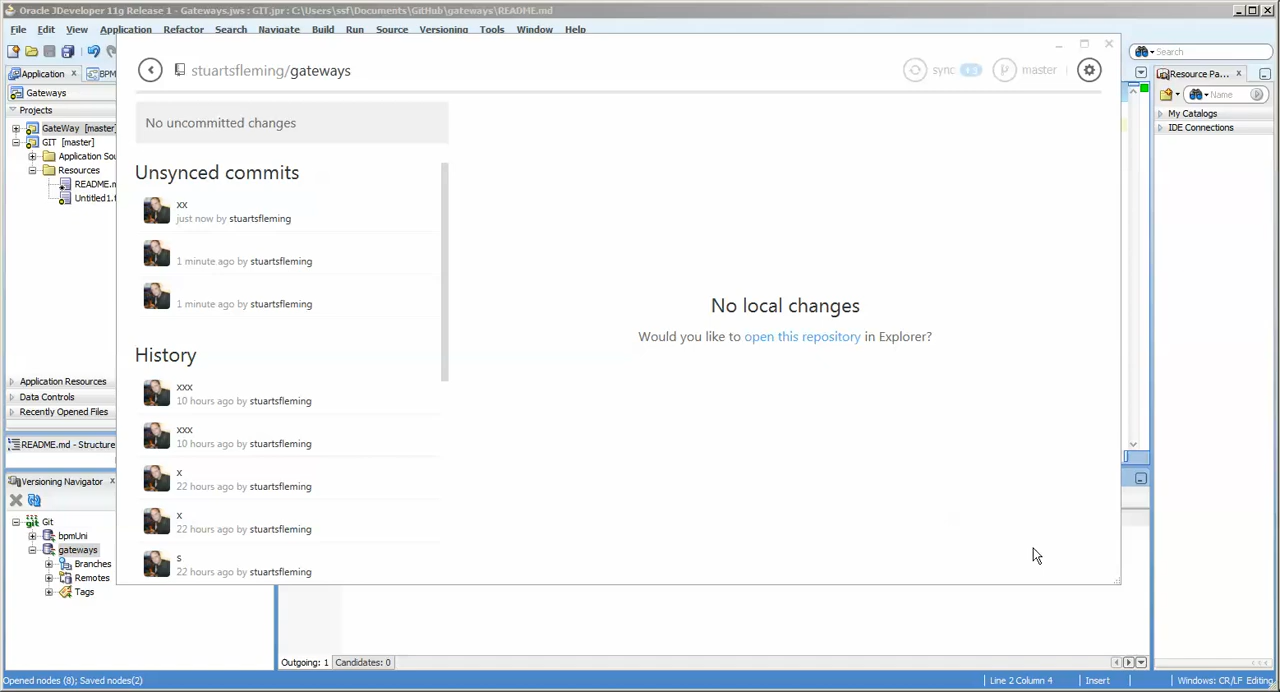 Oracle JDeveloper 11g Release 1 - Gateways.jws : GIT.jpr : C:\Users\ssf\Documents\GitHub\gateways\README.md
File Edit View Application Refactor Search Navigate Build Run Source Versioning Tools Window Help
Search
Application
BPM
Resource Pa...
Gateways
Name
Projects
My Catalogs
IDE Connections
GateWay [master]
GIT [master]
Application Sou
Resources
README.m
Untitled1.
Application Resources
Data Controls
Recently Opened Files
README.md - Structure
Versioning Navigator
Git
bpmUni
gateways
Branches
Remotes
Tags
stuartsfleming/gateways
sync +3 master
No uncommitted changes
Unsynced commits
xx
just now by stuartsfleming
1 minute ago by stuartsfleming
1 minute ago by stuartsfleming
History
xxx
10 hours ago by stuartsfleming
xxx
10 hours ago by stuartsfleming
x
22 hours ago by stuartsfleming
x
22 hours ago by stuartsfleming
s
22 hours ago by stuartsfleming
No local changes
Would you like to open this repository in Explorer?
Outgoing: 1 Candidates: 0
Opened nodes (8); Saved nodes(2)
Line 2 Column 4 Insert Windows: CR/LF Editing